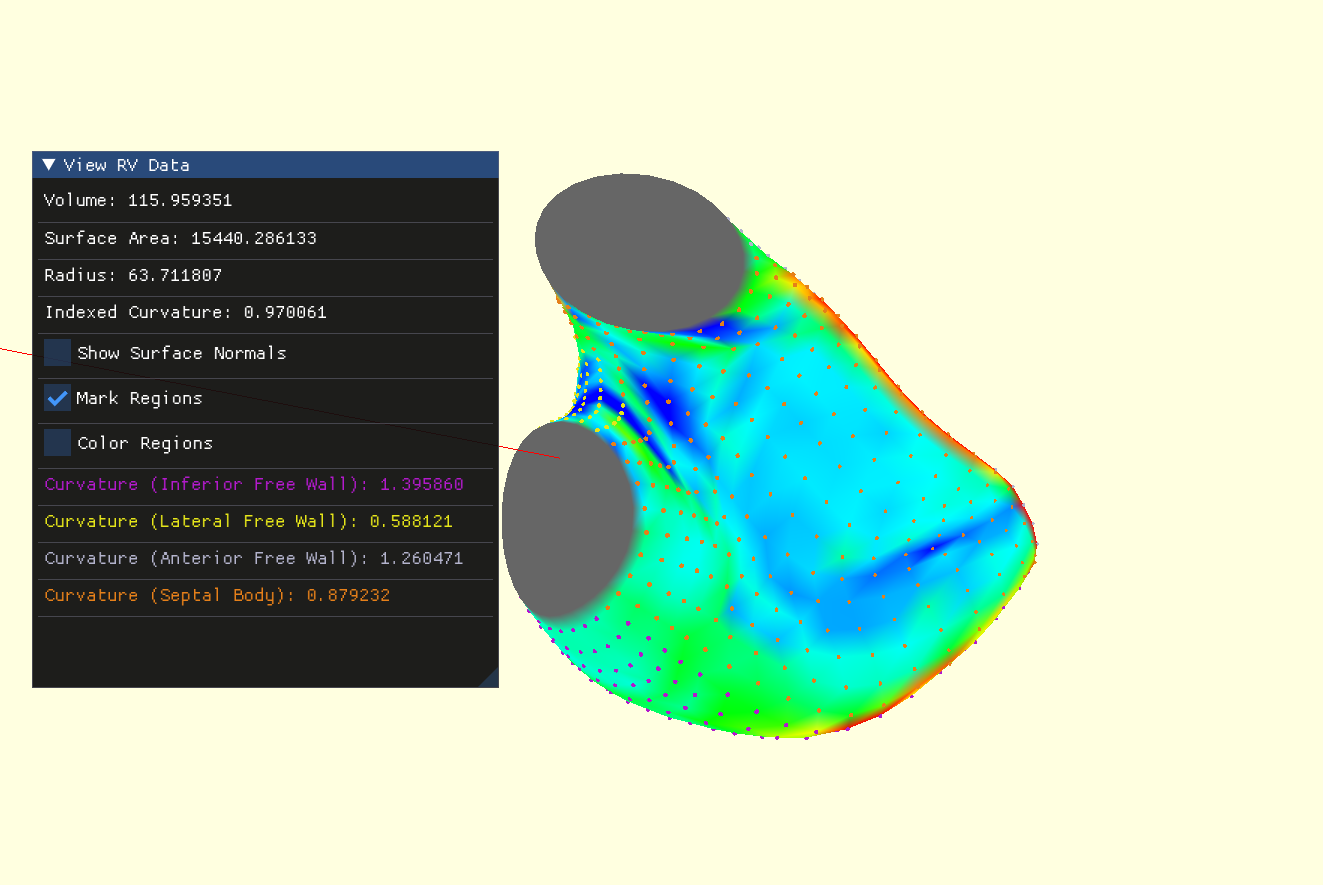 View RV Data
Volume: 115.959351
Surface Area: 15440.286133
Radius: 63.711807
Indexed Curvature: 0.970061
Show Surface Normals
Mark Regions
Color Regions
Curvature (Inferior Free Wall): 1.395860
Curvature (Lateral Free Wall): 0.588121
Curvature (Anterior Free Wall): 1.260471
Curvature (Septal Body): 0.879232